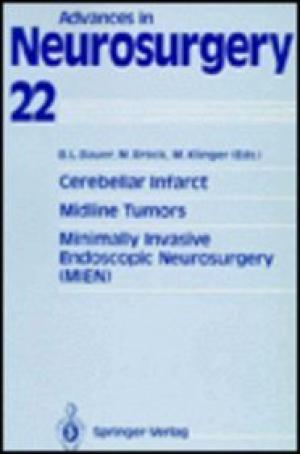 Advances in
Neurosurgery
22
B. L. Bauer, M. Brock, M. Klinger (Eds.)
Cerebellar Infarct
Midline Tumors
Minimally Invasive
Endoscopic Neurosurgery
(MIEN)
Springer-Verlag